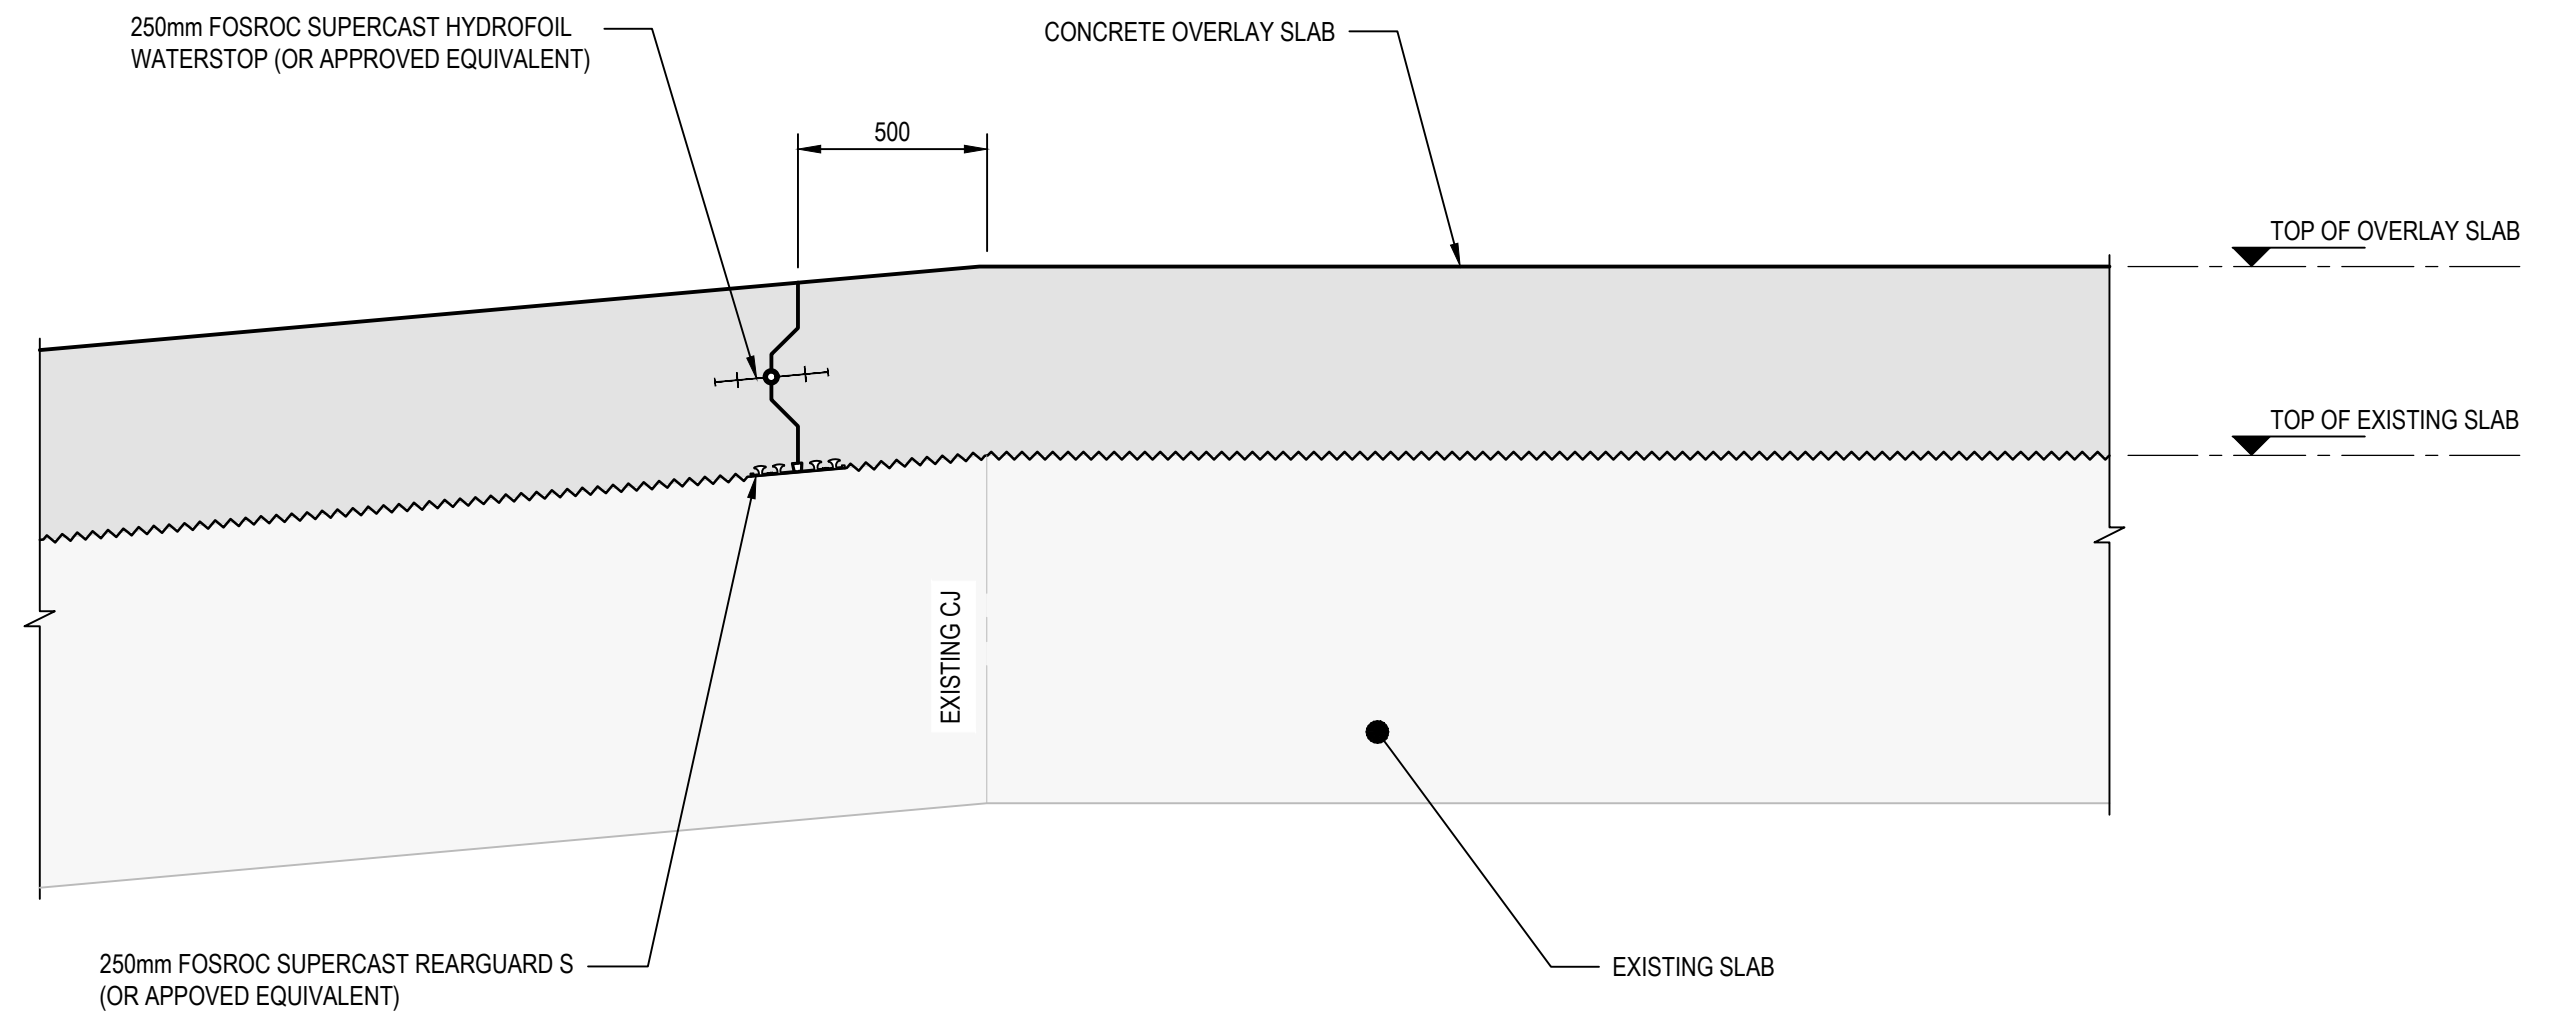 250mm FOSROC SUPERCAST HYDROFOIL
WATERSTOP (OR APPROVED EQUIVALENT)
CONCRETE OVERLAY SLAB
500
TOP OF OVERLAY SLAB
TOP OF EXISTING SLAB
EXISTING CJ
250mm FOSROC SUPERCAST REARGUARD S
(OR APPOVED EQUIVALENT)
EXISTING SLAB